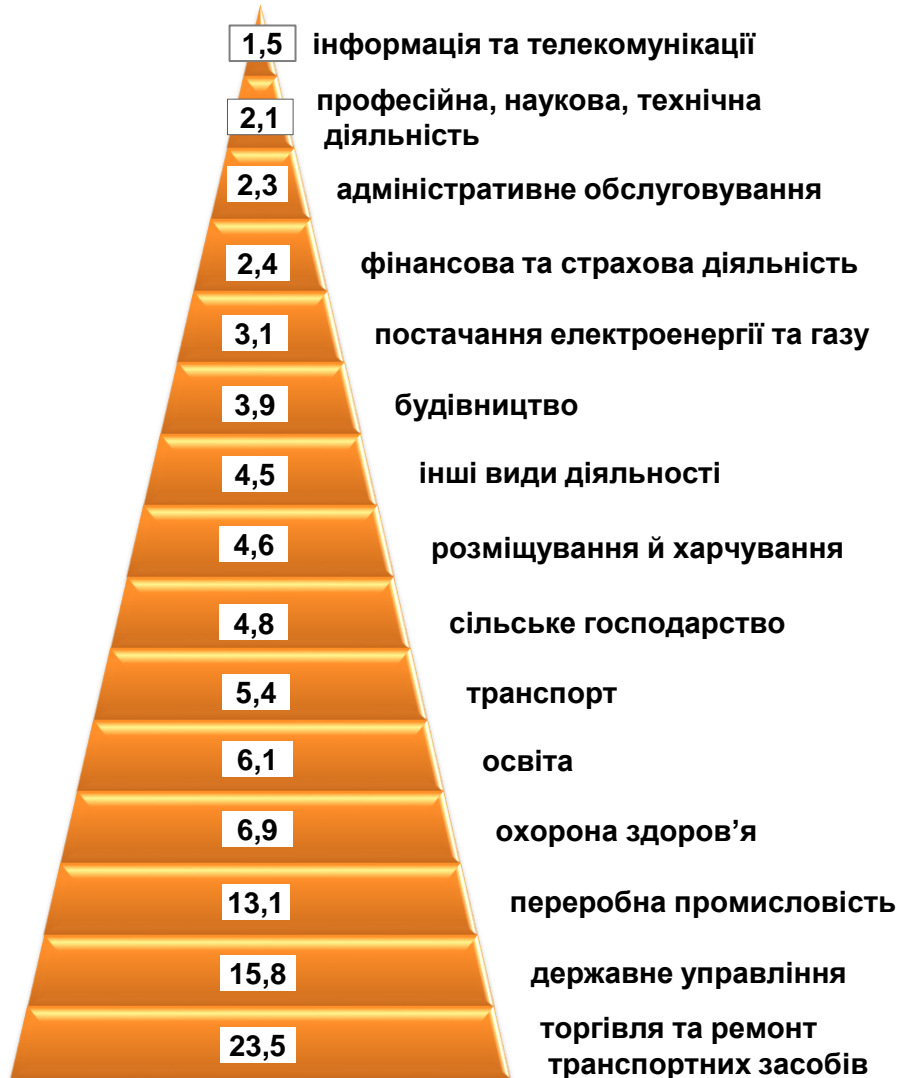 1,5 інформація та телекомунікації
2,1 професійна, наукова, технічна
діяльність
2,3 адміністративне обслуговування
2,4 фінансова та страхова діяльність
3,1 постачання електроенергії та газу
3,9 будівництво
4,5 інші види діяльності
4,6 розміщування й харчування
4,8 сільське господарство
5,4 транспорт
6,1 освіта
6,9 охорона здоров’я
13,1 переробна промисловість
15,8 державне управління
23,5 торгівля та ремонт
транспортних засобів